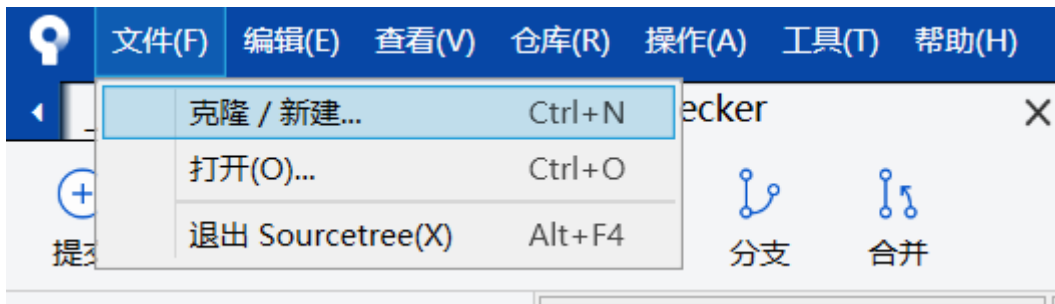 文件(F) 编辑(E) 查看(V) 仓库(R) 操作(A) 工具(T) 帮助(H)
ecker
克隆 / 新建... Ctrl+N
打开(O)... Ctrl+O
退出 Sourcetree(X) Alt+F4
提 分支 合并